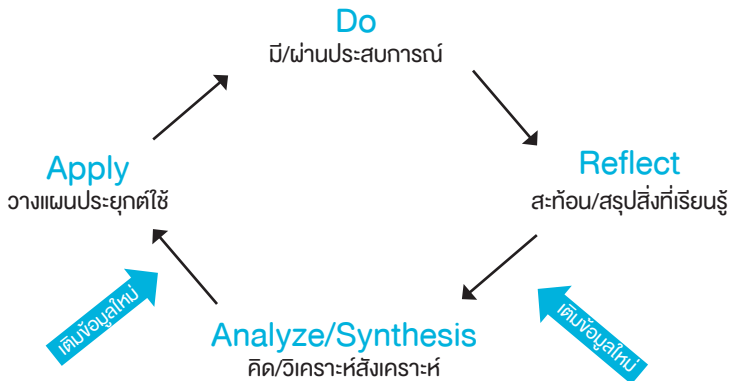 Do
มี/ผ่านประสบการณ์
Apply
วางแผนประยุกต์ใช้
Reflect
สะท้อน/สรุปสิ่งที่เรียนรู้
เติมข้อมูลใหม่
เติมข้อมูลใหม่
Analyze/Synthesis
คิด/วิเคราะห์สังเคราะห์